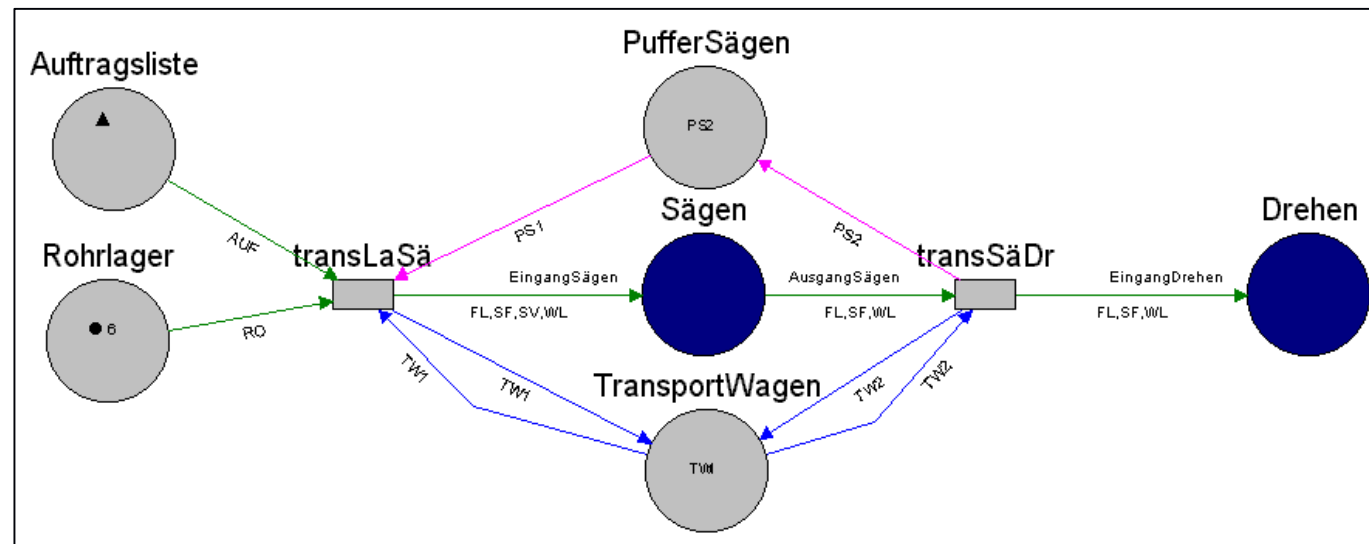 PufferSägen
Auftragsliste
PS2
Sägen
Drehen
AUF
PS1
PS2
Rohrlager
transLaSä
transSäDr
EingangSägen
AusgangSägen
EingangDrehen
6
RO
FL,SF,SV,WL
FL,SF,WL
FL,SF,WL
TW1
TW1
TransportWagen
TW2
TW2